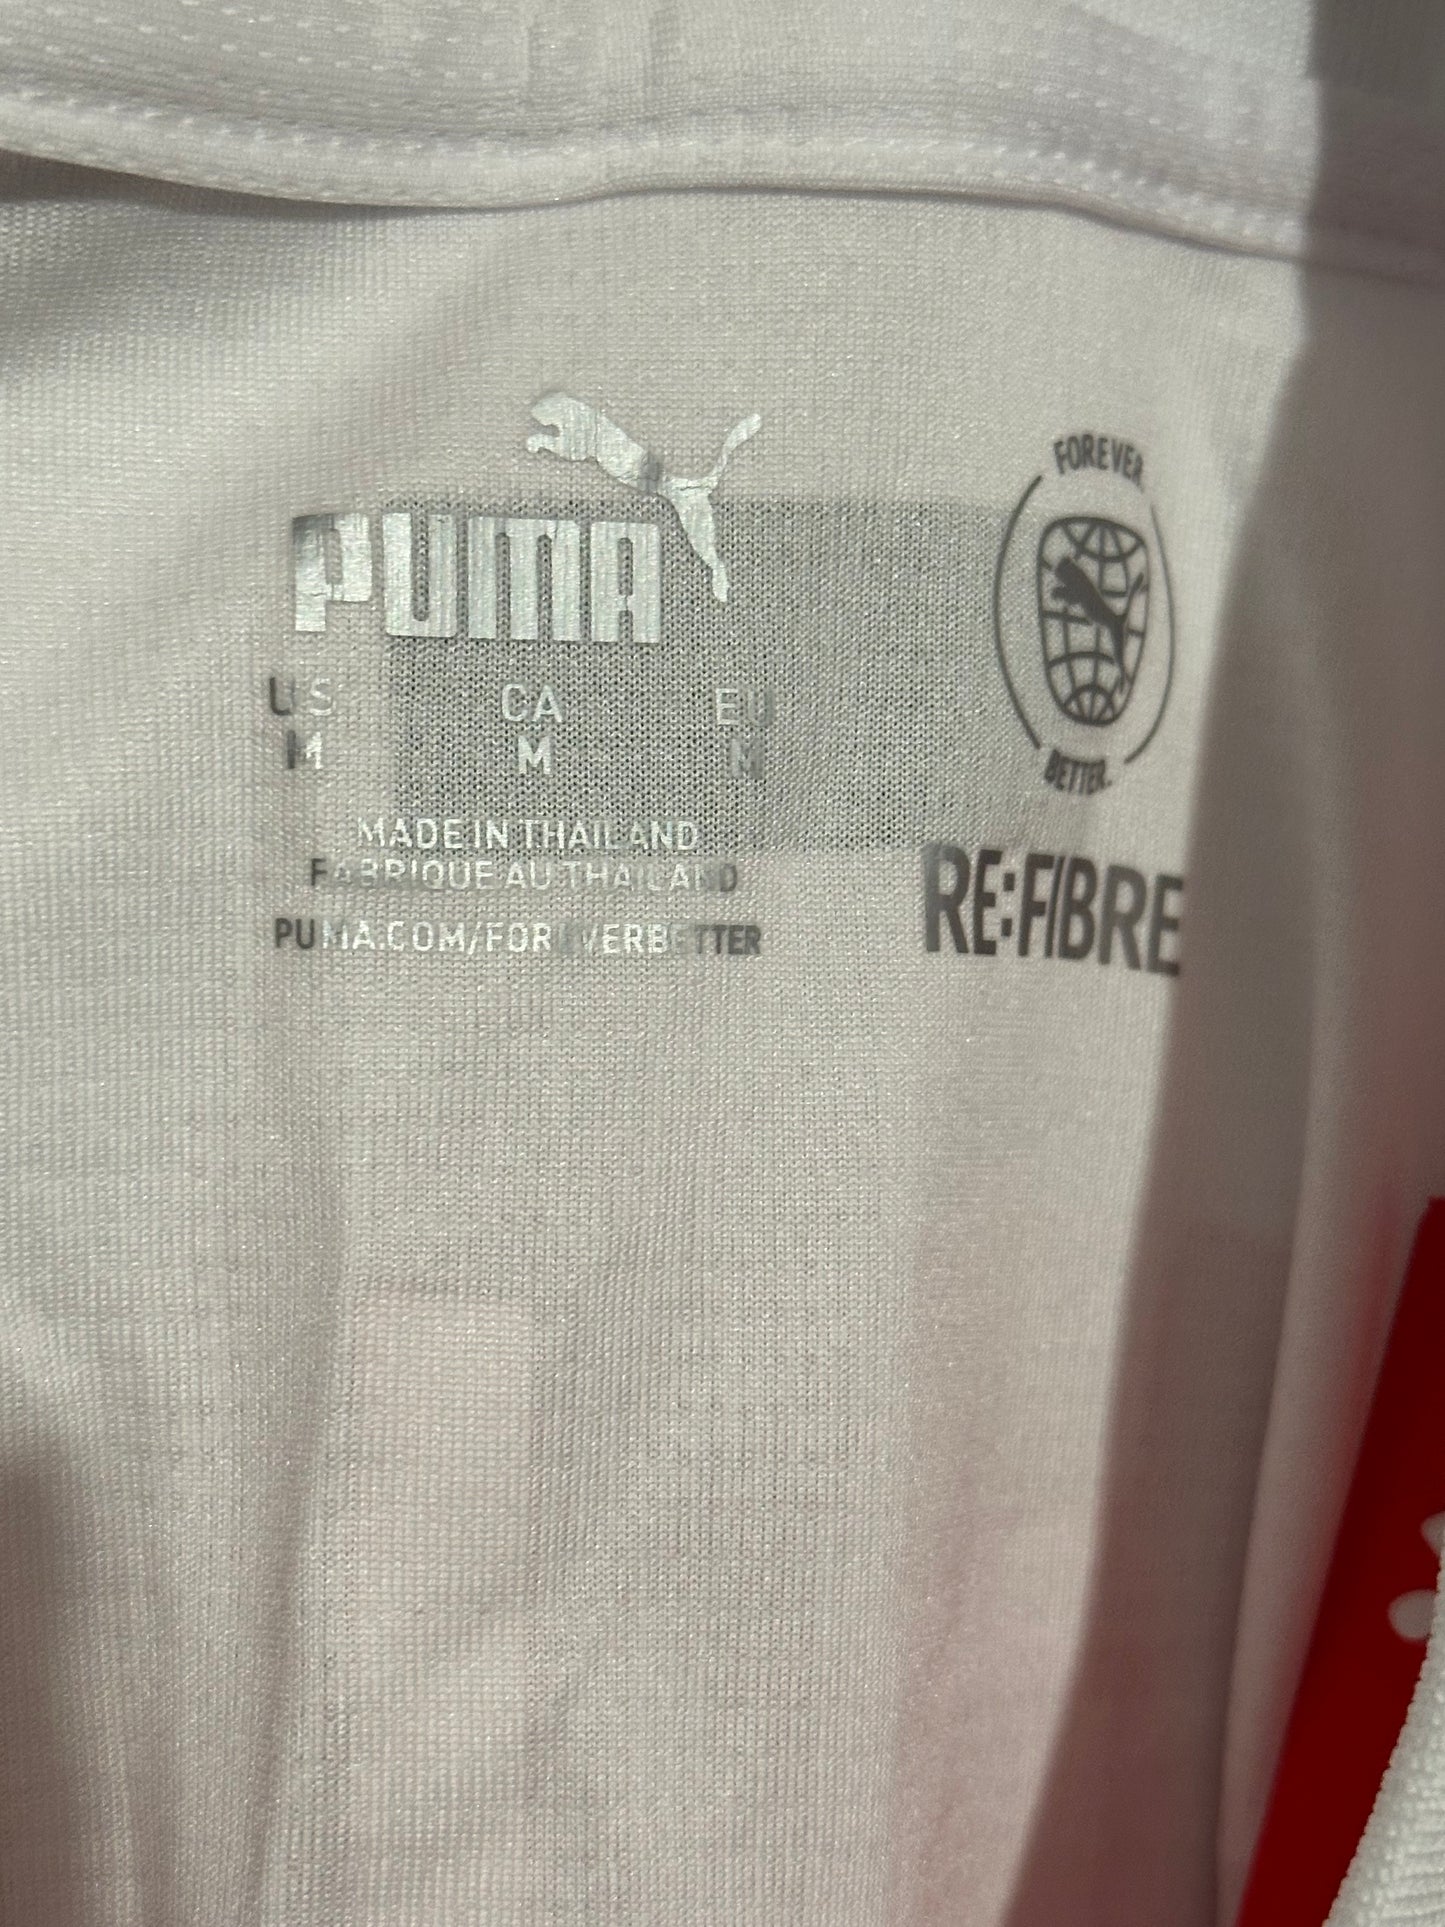 PUMA
US CA EU
M M M
MADE IN THAILAND
FABRIQUE AU THAILAND
PUMA.COM/FOREVERBETTER
FOREVER
BETTER.
RE:FIBRE